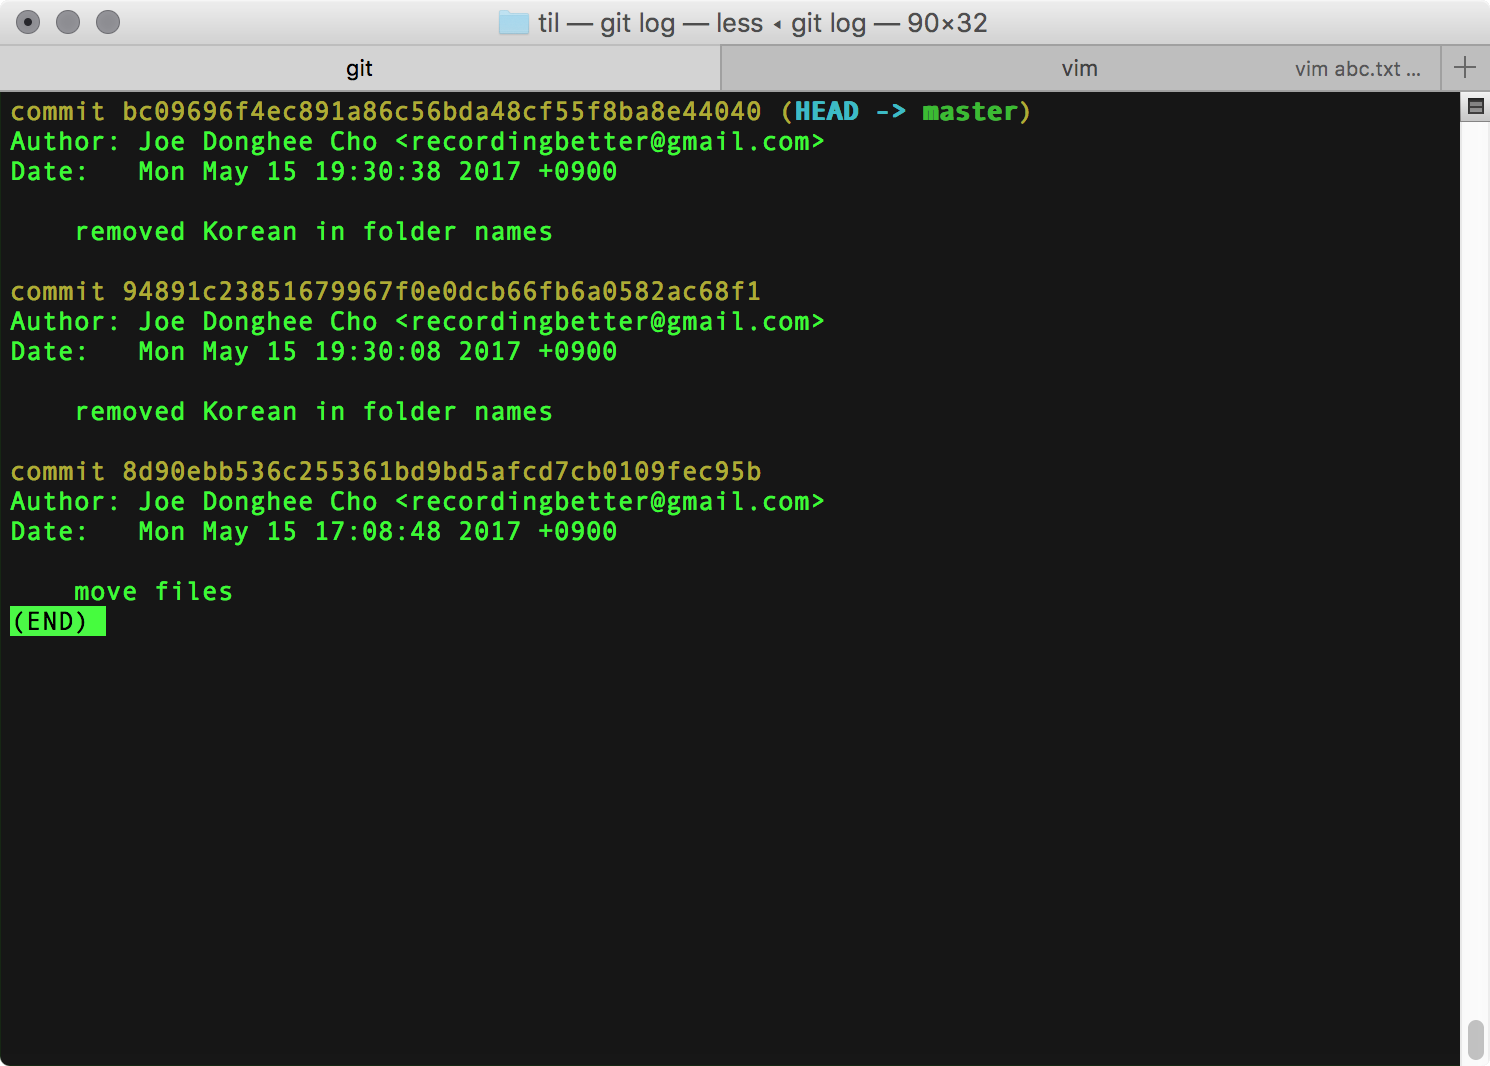 til — git log — less ◂ git log — 90×32
git
vim
vim abc.txt ...
commit bc09696f4ec891a86c56bda48cf55f8ba8e44040 (HEAD -> master)
Author: Joe Donghee Cho <recordingbetter@gmail.com>
Date:   Mon May 15 19:30:38 2017 +0900
removed Korean in folder names
commit 94891c23851679967f0e0dcb66fb6a0582ac68f1
Author: Joe Donghee Cho <recordingbetter@gmail.com>
Date:   Mon May 15 19:30:08 2017 +0900
removed Korean in folder names
commit 8d90ebb536c255361bd9bd5afcd7cb0109fec95b
Author: Joe Donghee Cho <recordingbetter@gmail.com>
Date:   Mon May 15 17:08:48 2017 +0900
move files
(END)